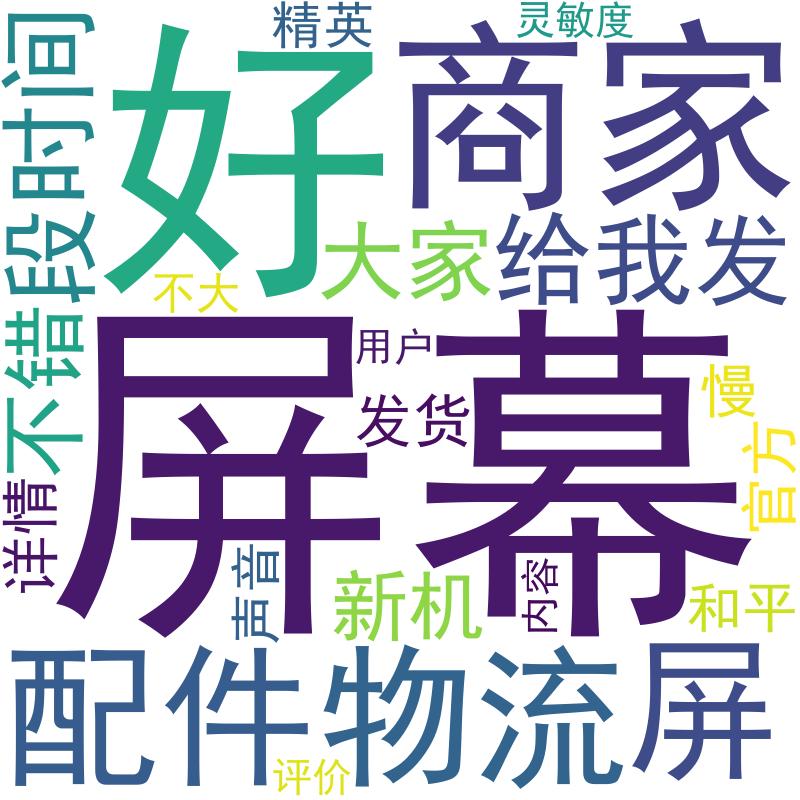 精英
灵敏度
段时间
好
商家
大家
给我发
不大
不错
屏幕
用户
发货
慢
官方
详情
声音
新机
内容
和平
配件
物流
屏
评价